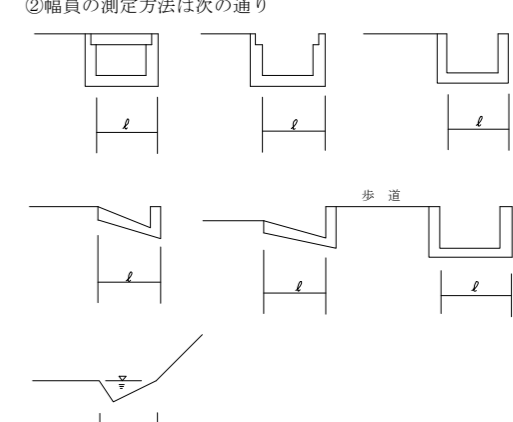 ②幅員の測定方法は次の通り
ℓ ℓ ℓ
歩 道
ℓ ℓ ℓ